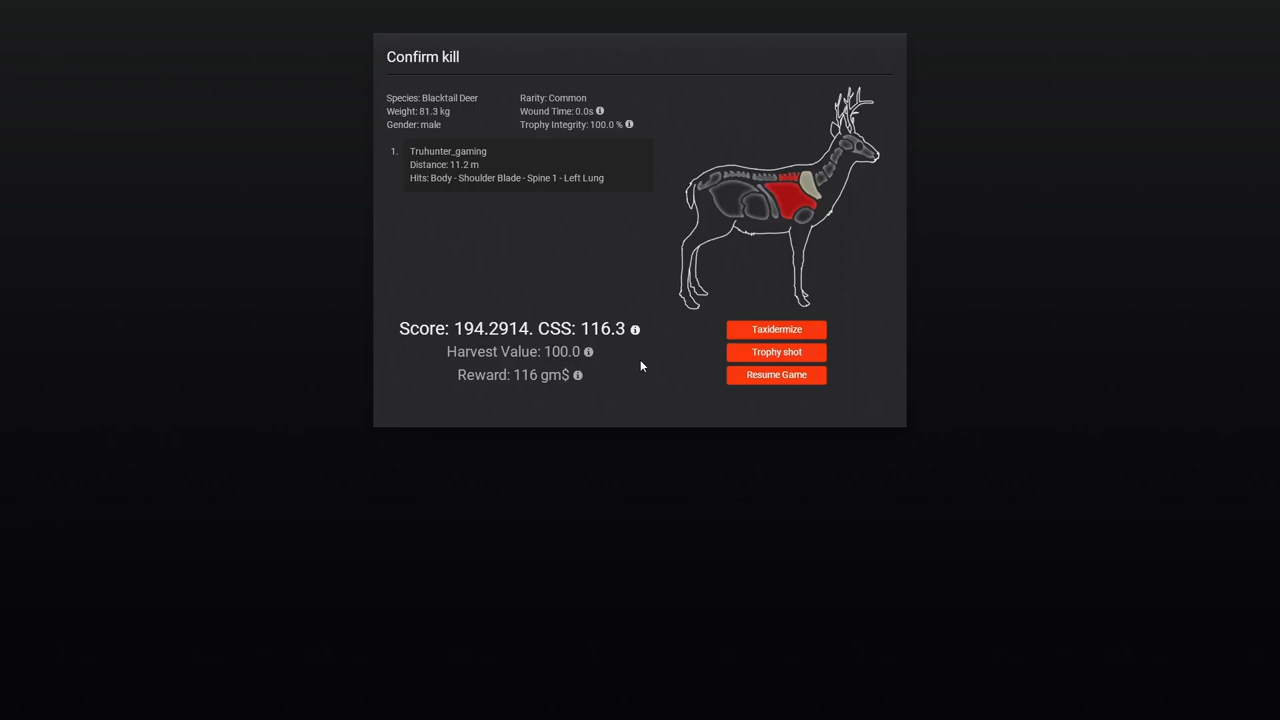 Confirm kill
Species: Blacktail Deer
Weight: 81.3 kg
Gender: male
Rarity: Common
Wound Time: 0.0s
Trophy Integrity: 100.0 %
1. Truhunter_gaming
Distance: 11.2 m
Hits: Body - Shoulder Blade - Spine 1 - Left Lung
Score: 194.2914. CSS: 116.3
Harvest Value: 100.0
Reward: 116 gm$
Taxidermize
Trophy shot
Resume Game